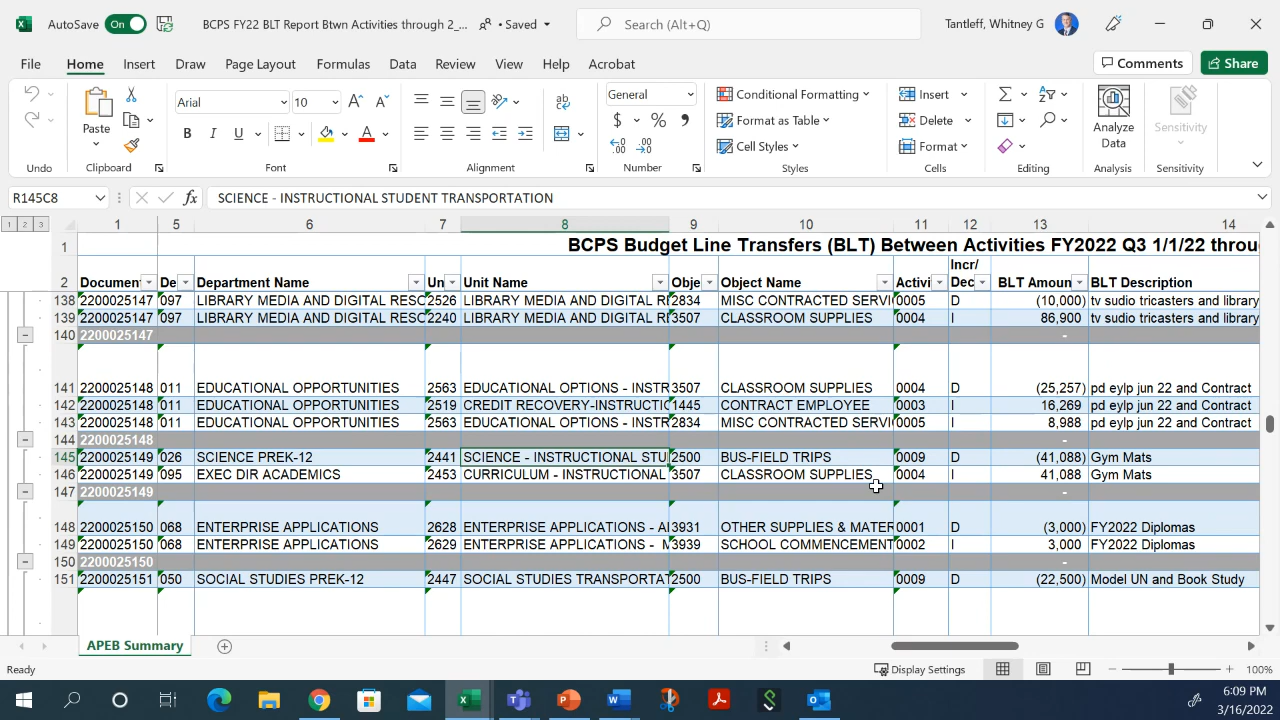 AutoSave On BCPS FY22 BLT Report Btwn Activities through 2_... • Saved Search (Alt+Q) Tantleff, Whitney G
File Home Insert Draw Page Layout Formulas Data Review View Help Acrobat Comments Share
Paste Arial 10 General Conditional Formatting Format as Table Cell Styles Insert Delete Format Analyze Data Sensitivity
B I U A $ % ,
Undo Clipboard Font Alignment Number Styles Cells Editing Analysis Sensitivity
R145C8 fx SCIENCE - INSTRUCTIONAL STUDENT TRANSPORTATION
1 2 3 1 5 6 7 8 9 10 11 12 13 14
1 BCPS Budget Line Transfers (BLT) Between Activities FY2022 Q3 1/1/22 throu
2 Documen De Department Name Un Unit Name Obje Object Name Activi Incr/ Dec BLT Amoun BLT Description
138 2200025147 097 LIBRARY MEDIA AND DIGITAL RESC 2526 LIBRARY MEDIA AND DIGITAL R 2834 MISC CONTRACTED SERVI 0005 D (10,000) tv sudio tricasters and library
139 2200025147 097 LIBRARY MEDIA AND DIGITAL RESC 2240 LIBRARY MEDIA AND DIGITAL R 3507 CLASSROOM SUPPLIES 0004 I 86,900 tv sudio tricasters and library
140 2200025147 -
141 2200025148 011 EDUCATIONAL OPPORTUNITIES 2563 EDUCATIONAL OPTIONS - INSTR 3507 CLASSROOM SUPPLIES 0004 D (25,257) pd eylp jun 22 and Contract
142 2200025148 011 EDUCATIONAL OPPORTUNITIES 2519 CREDIT RECOVERY-INSTRUCTIO 1445 CONTRACT EMPLOYEE 0003 I 16,269 pd eylp jun 22 and Contract
143 2200025148 011 EDUCATIONAL OPPORTUNITIES 2563 EDUCATIONAL OPTIONS - INSTR 2834 MISC CONTRACTED SERVI 0005 I 8,988 pd eylp jun 22 and Contract
144 2200025148 -
145 2200025149 026 SCIENCE PREK-12 2441 SCIENCE - INSTRUCTIONAL STU 2500 BUS-FIELD TRIPS 0009 D (41,088) Gym Mats
146 2200025149 095 EXEC DIR ACADEMICS 2453 CURRICULUM - INSTRUCTIONAL 3507 CLASSROOM SUPPLIES 0004 I 41,088 Gym Mats
147 2200025149 -
148 2200025150 068 ENTERPRISE APPLICATIONS 2628 ENTERPRISE APPLICATIONS - A 3931 OTHER SUPPLIES & MATER 0001 D (3,000) FY2022 Diplomas
149 2200025150 068 ENTERPRISE APPLICATIONS 2629 ENTERPRISE APPLICATIONS - M 3939 SCHOOL COMMENCEMENT 0002 I 3,000 FY2022 Diplomas
150 2200025150 -
151 2200025151 050 SOCIAL STUDIES PREK-12 2447 SOCIAL STUDIES TRANSPORTAT 2500 BUS-FIELD TRIPS 0009 D (22,500) Model UN and Book Study
APEB Summary
Ready Display Settings 100%
6:09 PM
3/16/2022